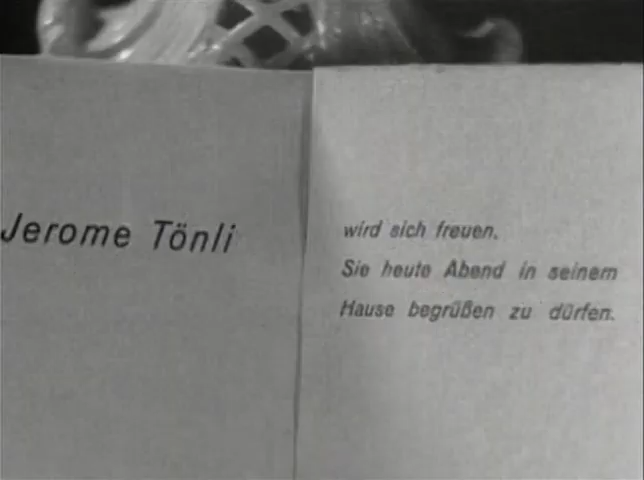 Jerome Tönli
wird sich freuen,
Sie heute Abend in seinem
Hause begrüßen zu dürfen.